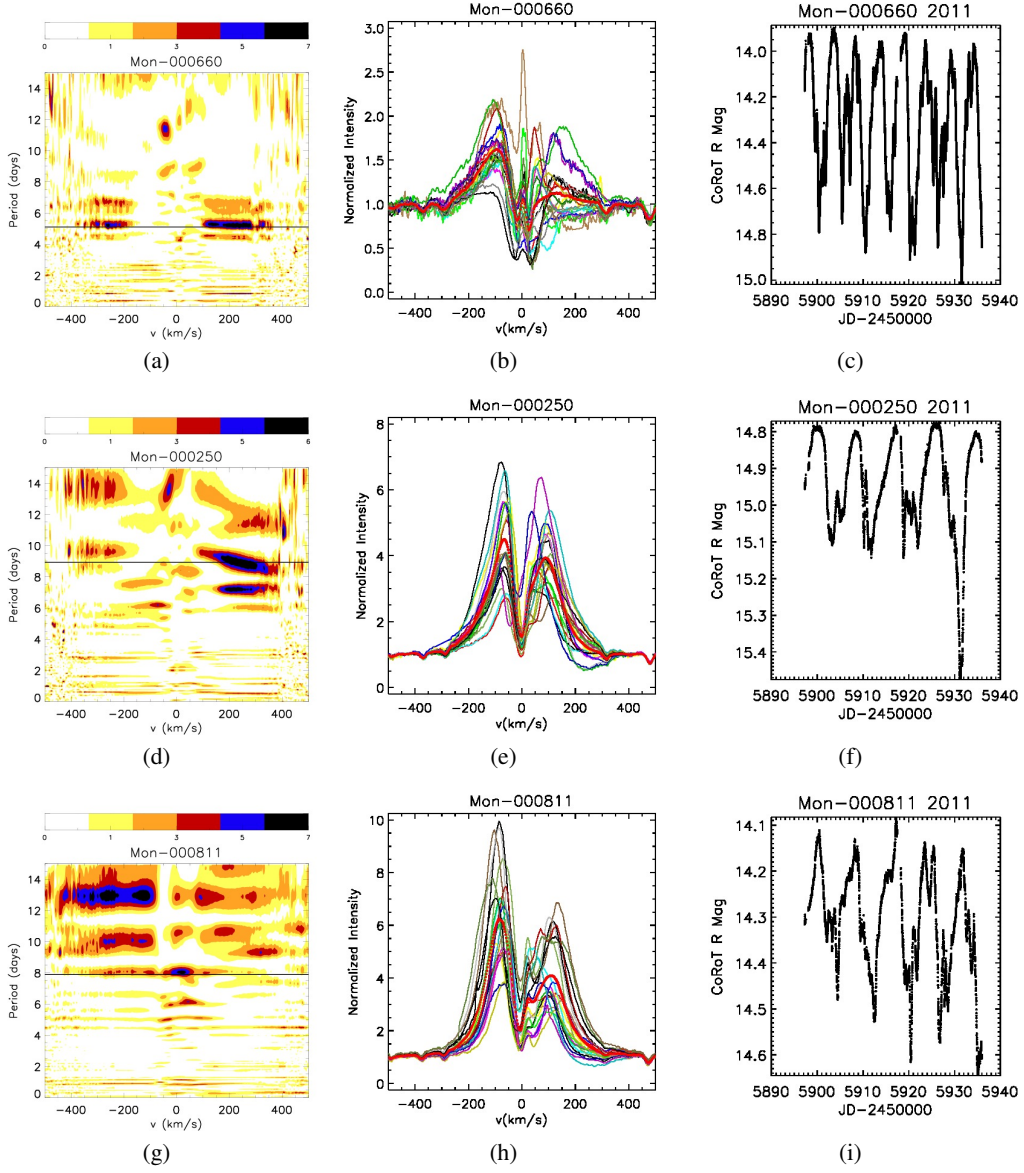 0 1 3 5 7
Mon-000660
Period (days)
14
12
10
8
6
4
2
0
−400 −200 0 200 400
v (km/s)
(a)
Mon-000660
Normalized Intensity
3.0
2.5
2.0
1.5
1.0
0.5
0.0
−400 −200 0 200 400
v(km/s)
(b)
Mon-000660 2011
CoRoT R Mag
14.0
14.2
14.4
14.6
14.8
15.0
5890 5900 5910 5920 5930 5940
JD-2450000
(c)
0 1 3 5 6
Mon-000250
Period (days)
14
12
10
8
6
4
2
0
−400 −200 0 200 400
v (km/s)
(d)
Mon-000250
Normalized Intensity
8
6
4
2
0
−400 −200 0 200 400
v(km/s)
(e)
Mon-000250 2011
CoRoT R Mag
14.8
14.9
15.0
15.1
15.2
15.3
15.4
5890 5900 5910 5920 5930 5940
JD-2450000
(f)
0 1 3 5 7
Mon-000811
Period (days)
14
12
10
8
6
4
2
0
−400 −200 0 200 400
v (km/s)
(g)
Mon-000811
Normalized Intensity
10
8
6
4
2
0
−400 −200 0 200 400
v(km/s)
(h)
Mon-000811 2011
CoRoT R Mag
14.1
14.2
14.3
14.4
14.5
14.6
5890 5900 5910 5920 5930 5940
JD-2450000
(i)